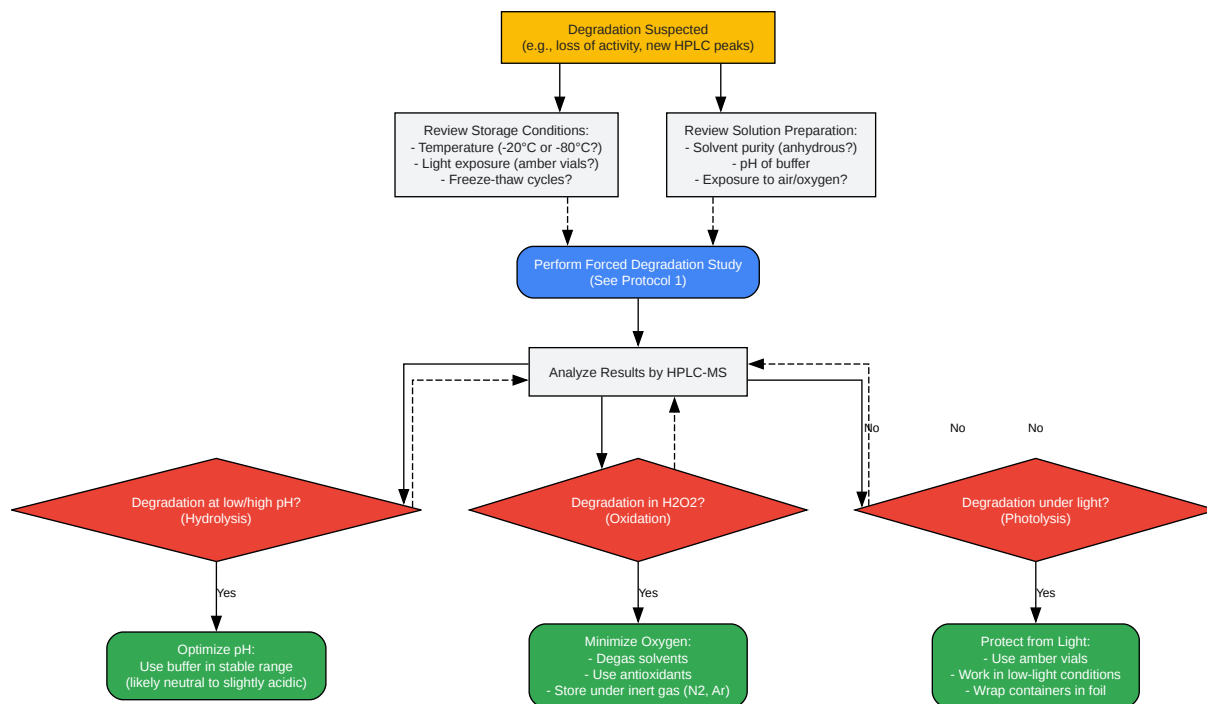 Degradation Suspected
(e.g., loss of activity, new HPLC peaks)
Review Storage Conditions:
- Temperature (-20°C or -80°C?)
- Light exposure (amber vials?)
- Freeze-thaw cycles?
Review Solution Preparation:
- Solvent purity (anhydrous?)
- pH of buffer
- Exposure to air/oxygen?
Perform Forced Degradation Study
(See Protocol 1)
Analyze Results by HPLC-MS
No
No
No
Degradation at low/high pH?
(Hydrolysis)
Degradation in H2O2?
(Oxidation)
Degradation under light?
(Photolysis)
Yes
Yes
Yes
Optimize pH:
Use buffer in stable range
(likely neutral to slightly acidic)
Minimize Oxygen:
- Degas solvents
- Use antioxidants
- Store under inert gas (N2, Ar)
Protect from Light:
- Use amber vials
- Work in low-light conditions
- Wrap containers in foil